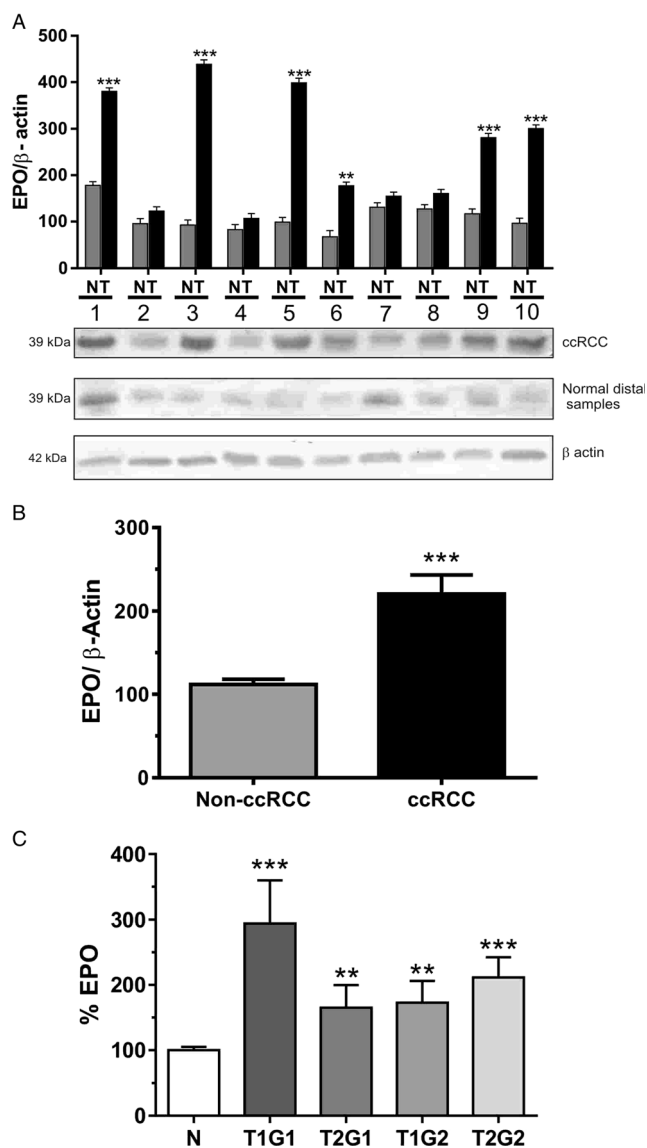 A
500
400
300
200
100
0
EPO/β- actin
*** *** *** ** *** ***
NT NT NT NT NT NT NT NT NT NT
1 2 3 4 5 6 7 8 9 10
39 kDa ccRCC
39 kDa Normal distal
samples
42 kDa β actin
B
300
200
100
0
EPO/ β-Actin
***
Non-ccRCC ccRCC
C
400
300
200
100
0
% EPO
*** ** ** ***
N T1G1 T2G1 T1G2 T2G2